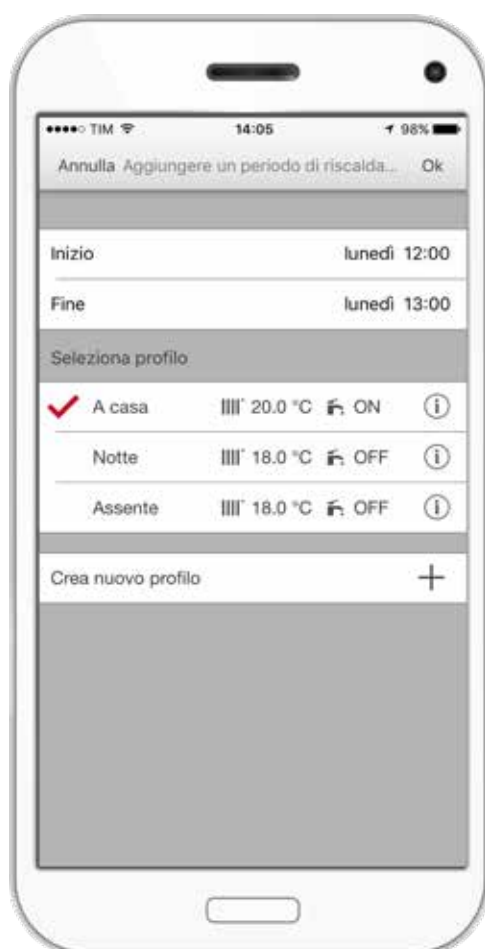 TIM 14:05 98%
Annulla Aggiungere un periodo di riscalda... Ok
Inizio lunedì 12:00
Fine lunedì 13:00
Seleziona profilo
A casa 20.0 °C ON
Notte 18.0 °C OFF
Assente 18.0 °C OFF
Crea nuovo profilo